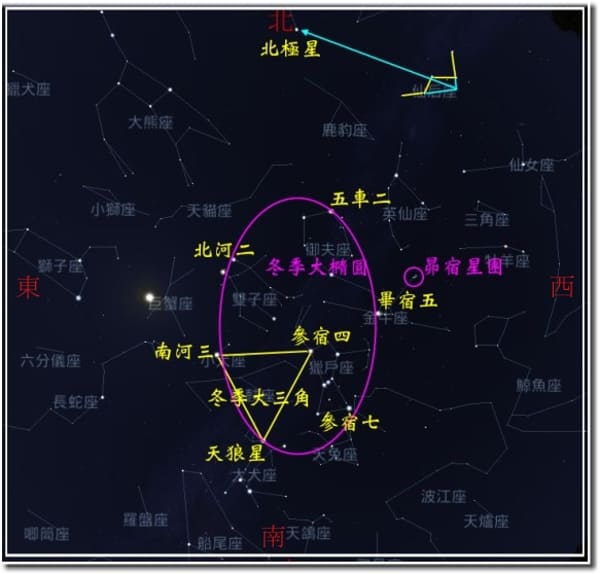 北
北極星
仙后座
獵犬座
大熊座
鹿豹座
仙女座
小獅座
天貓座
五車二
英仙座
三角座
北河二
御夫座
獅子座
冬季大橢圓
昴宿星團
牡羊座
東
西
巨蟹座
雙子座
畢宿五
金牛座
參宿四
南河三
小犬座
六分儀座
獵戶座
鯨魚座
長蛇座
冬季大三角
參宿七
天狼星
天兔座
大犬座
波江座
羅盤座
天爐座
南
唧筒座
船尾座
天鴿座